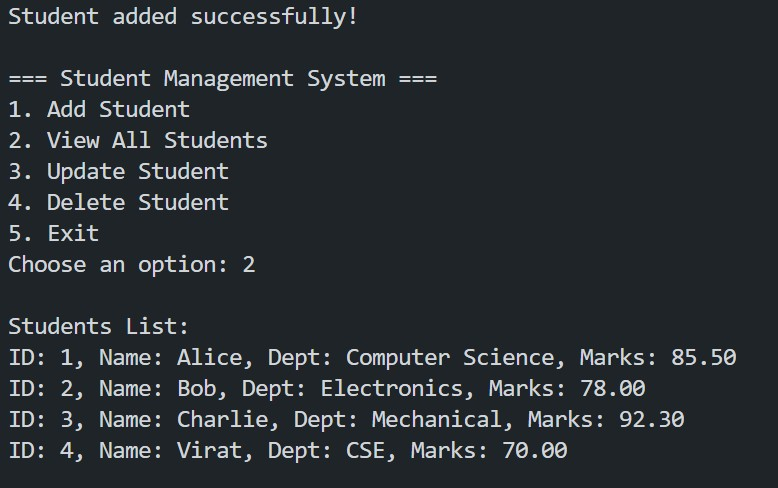 Student added successfully!
=== Student Management System ===
1. Add Student
2. View All Students
3. Update Student
4. Delete Student
5. Exit
Choose an option: 2
Students List:
ID: 1, Name: Alice, Dept: Computer Science, Marks: 85.50
ID: 2, Name: Bob, Dept: Electronics, Marks: 78.00
ID: 3, Name: Charlie, Dept: Mechanical, Marks: 92.30
ID: 4, Name: Virat, Dept: CSE, Marks: 70.00